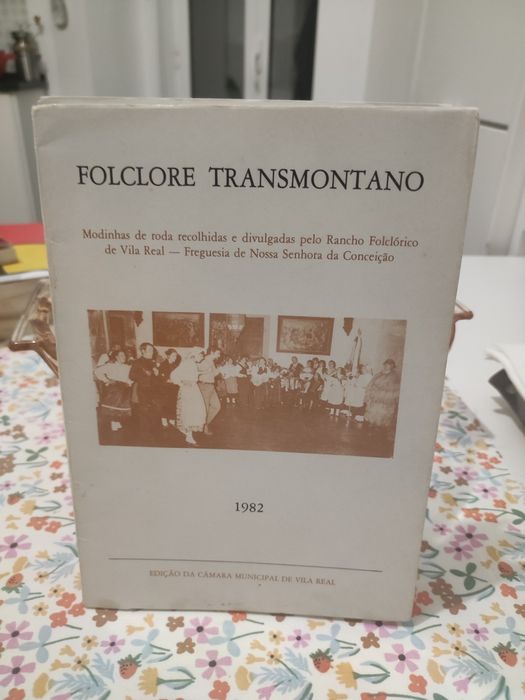 FOLCLORE TRANSMONTANO
Modinhas de roda recolhidas e divulgadas pelo Rancho Folclórico
de Vila Real — Freguesia de Nossa Senhora da Conceição
1982
EDIÇÃO DA CÂMARA MUNICIPAL DE VILA REAL